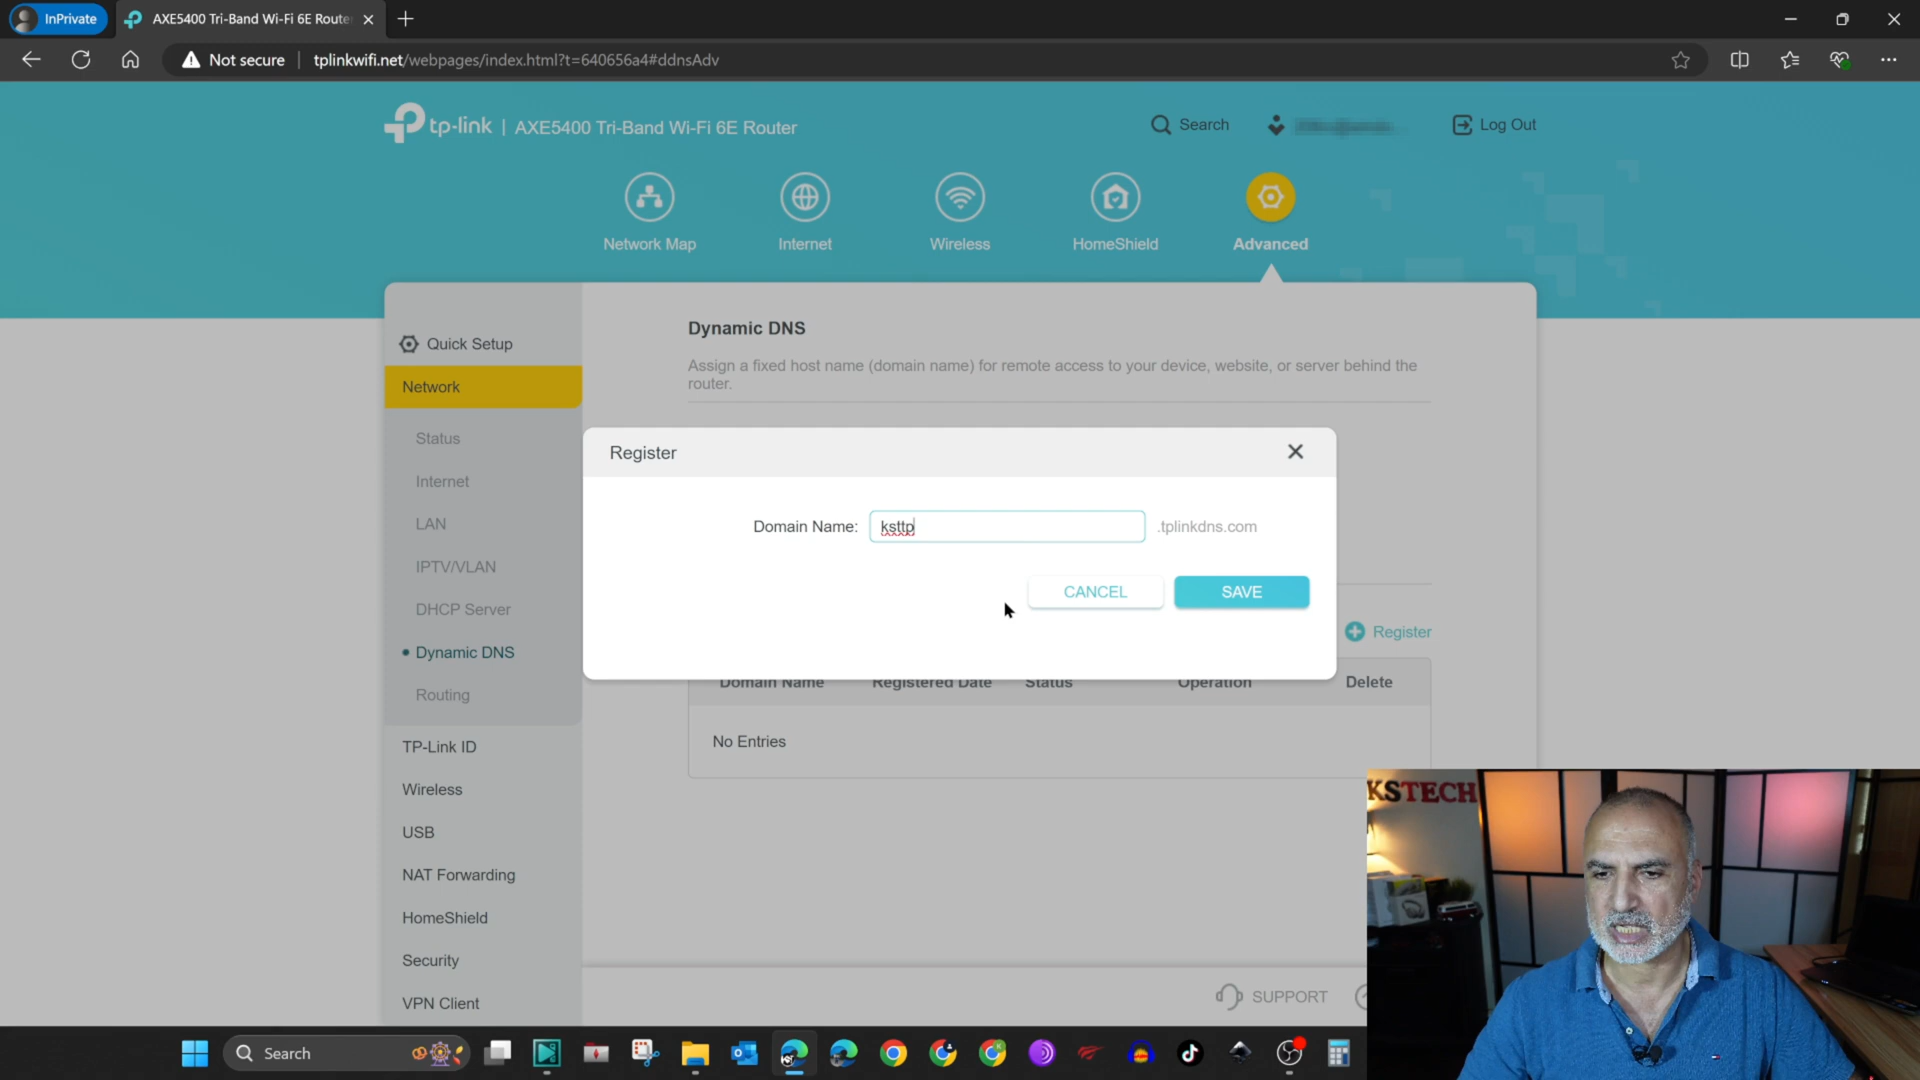 InPrivate
AXE5400 Tri-Band Wi-Fi 6E Route
Not secure
tplinkwifi.net/webpages/index.html?t=640656a4#ddnsAdv
tp-link | AXE5400 Tri-Band Wi-Fi 6E Router
Search
Log Out
Network Map
Internet
Wireless
HomeShield
Advanced
Quick Setup
Network
Status
Internet
LAN
IPTV/VLAN
DHCP Server
Dynamic DNS
Routing
TP-Link ID
Wireless
USB
NAT Forwarding
HomeShield
Security
VPN Client
Dynamic DNS
Assign a fixed host name (domain name) for remote access to your device, website, or server behind the
router.
Register
Domain Name: ksttp .tplinkdns.com
CANCEL
SAVE
Register
Domain Name Registered Date Status Operation Delete
No Entries
SUPPORT
KSTECH
Search